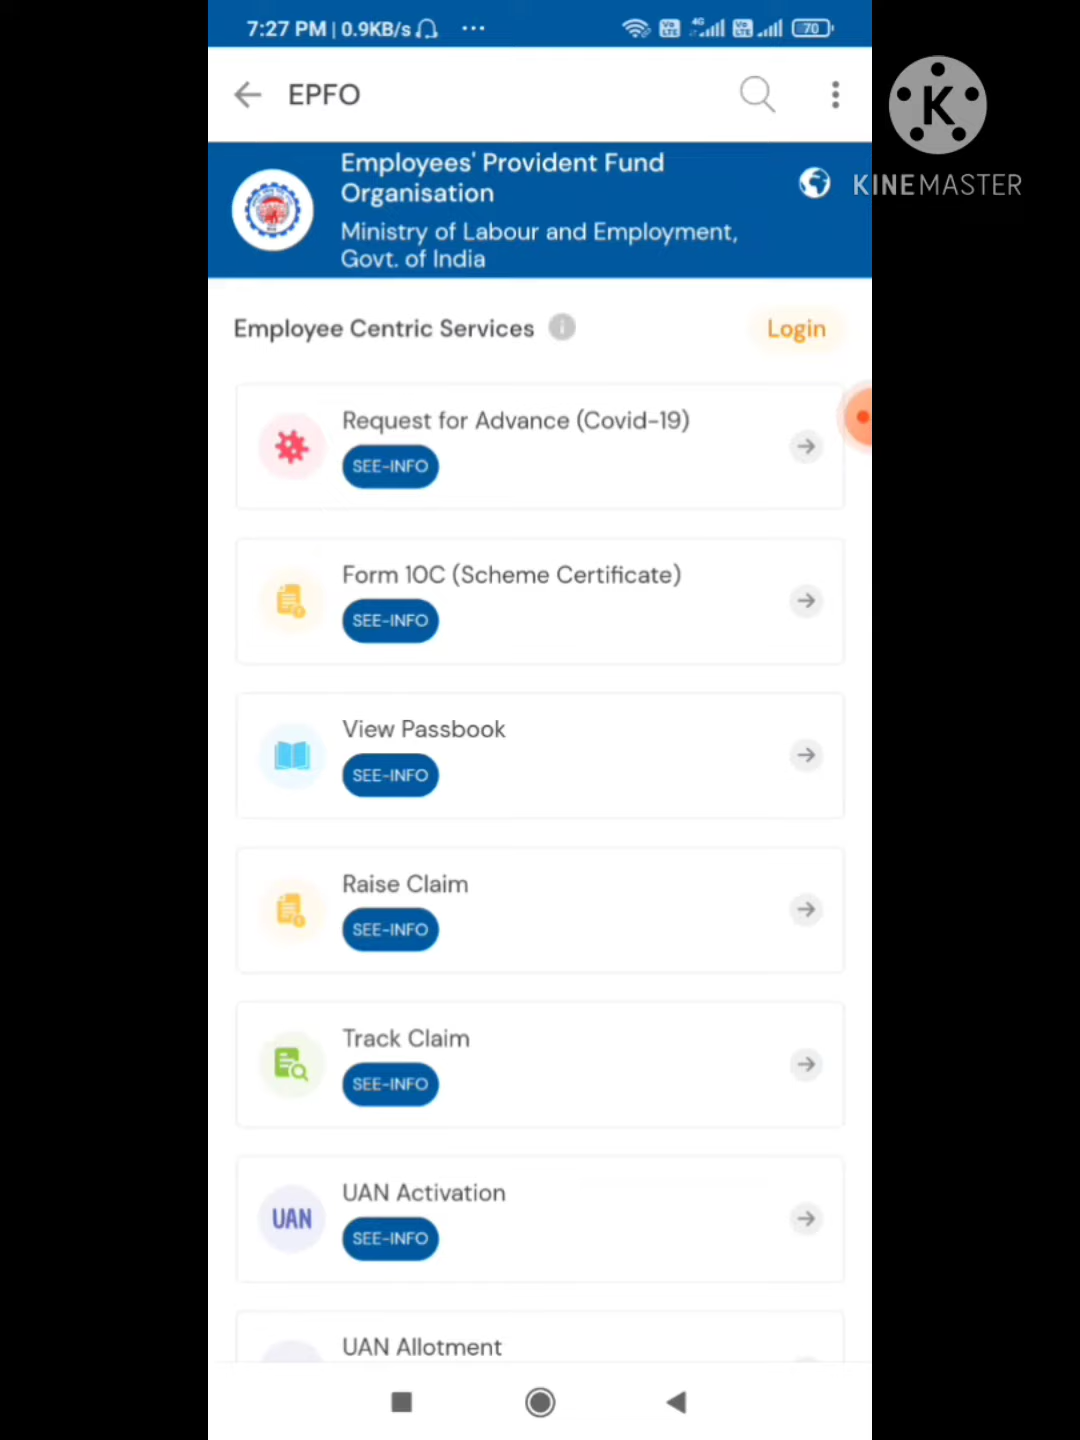 7:27 PM | 0.9KB/s ...
4G
70
EPFO
K
KINEMASTER
Employees' Provident Fund
Organisation
Ministry of Labour and Employment,
Govt. of India
Employee Centric Services i
Login
Request for Advance (Covid-19)
SEE-INFO
Form 10C (Scheme Certificate)
SEE-INFO
View Passbook
SEE-INFO
Raise Claim
SEE-INFO
Track Claim
SEE-INFO
UAN
UAN Activation
SEE-INFO
UAN Allotment